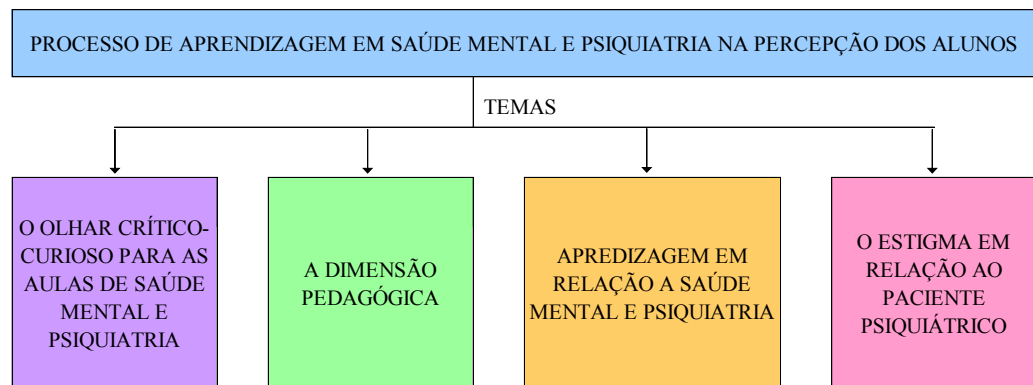 PROCESSO DE APRENDIZAGEM EM SAÚDE MENTAL E PSIQUIATRIA NA PERCEPÇÃO DOS ALUNOS
TEMAS
O OLHAR CRÍTICO-
CURIOSO PARA AS
AULAS DE SAÚDE
MENTAL E
PSIQUIATRIA
A DIMENSÃO
PEDAGÓGICA
APREDIZAGEM EM
RELAÇÃO A SAÚDE
MENTAL E PSIQUIATRIA
O ESTIGMA EM
RELAÇÃO AO
PACIENTE
PSIQUIÁTRICO